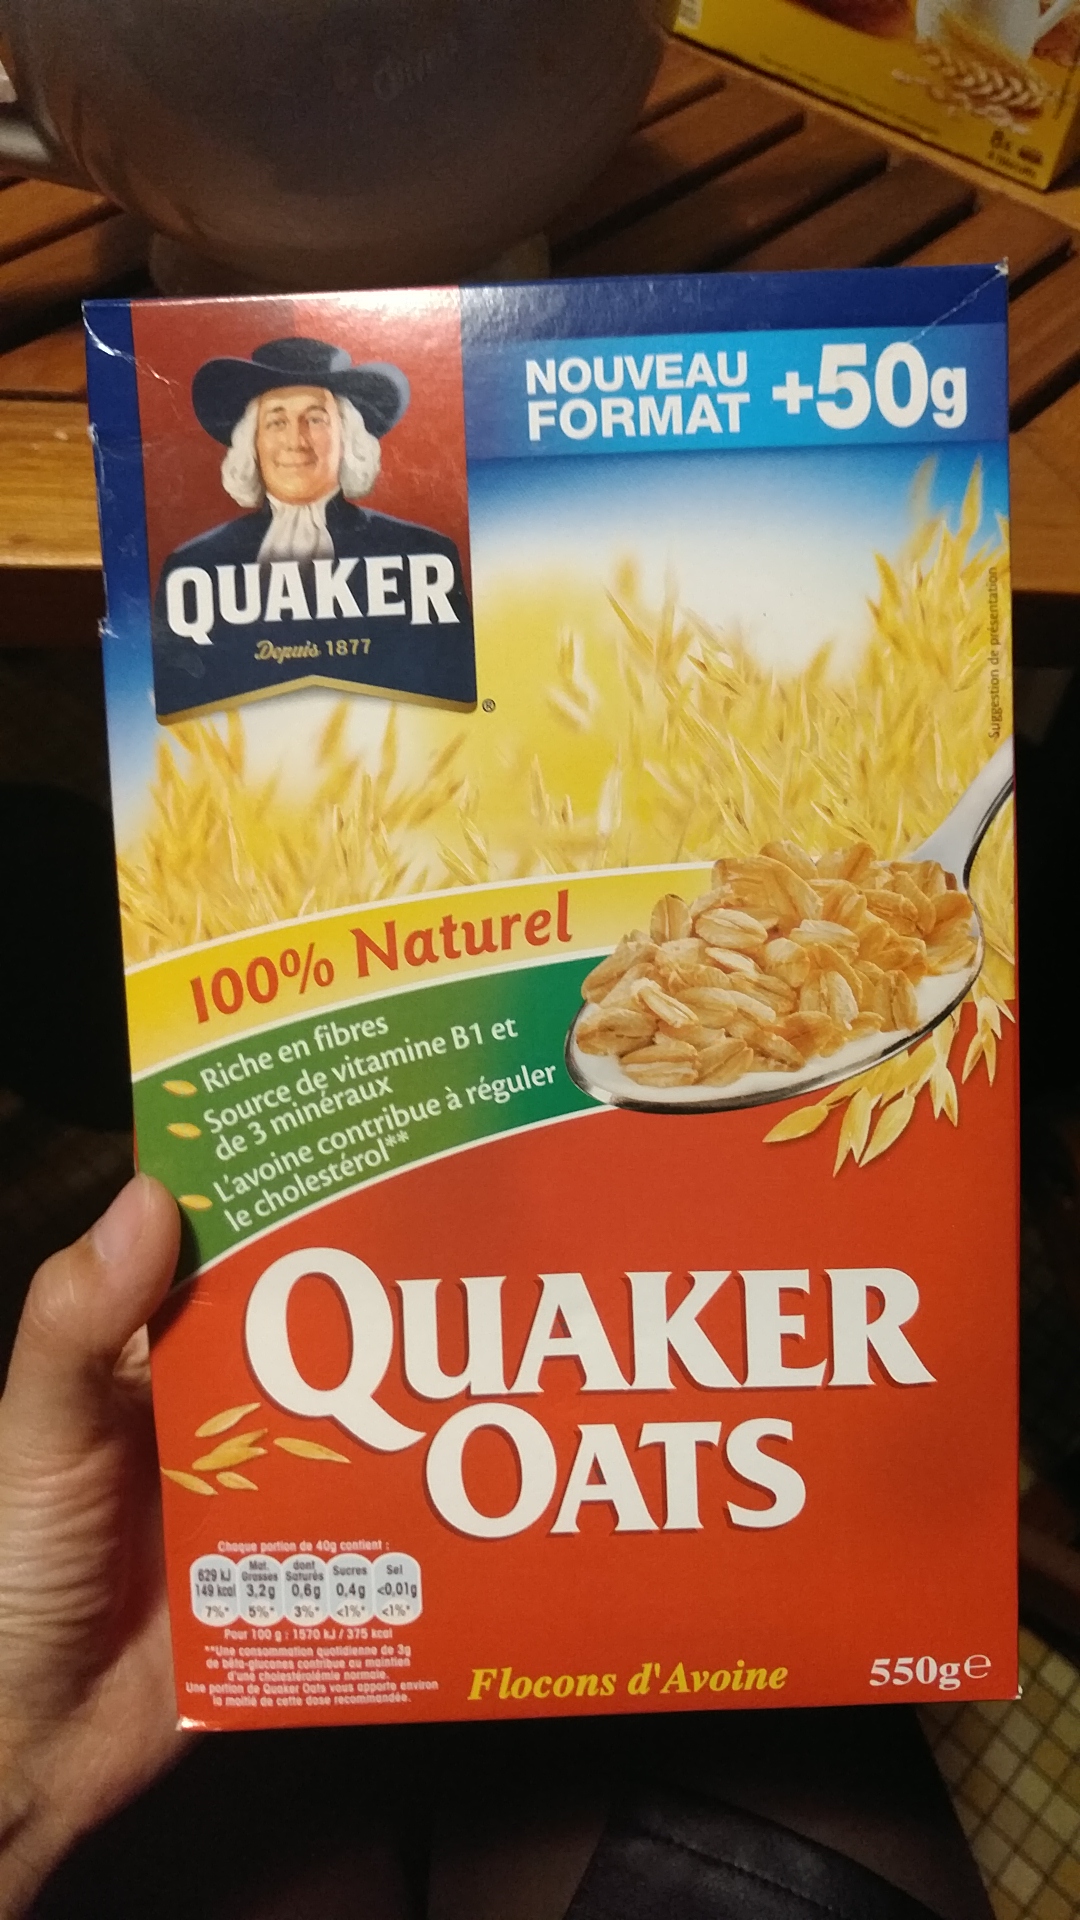 NOUVEAU
FORMAT +50g
QUAKER
Depuis 1877
®
Suggestion de présentation
100% Naturel
Riche en fibres
Source de vitamine B1 et
de 3 minéraux
L'avoine contribue à réguler
le cholestérol**
QUAKER
OATS
Chaque portion de 40g contient :
629 kJ
149 kcal
7%*
Mat.
Grasses
3,2g
5%*
dont
Saturés
0,6g
3%*
Sucres
0,4g
<1%*
Sel
<0,01g
<1%*
Pour 100 g : 1570 kJ / 375 kcal
**Une consommation quotidienne de 3g
de bêta-glucanes contribue au maintien
d'une cholestérolémie normale.
Une portion de Quaker Oats vous apporte environ
la moitié de cette dose recommandée.
Flocons d'Avoine
550g e